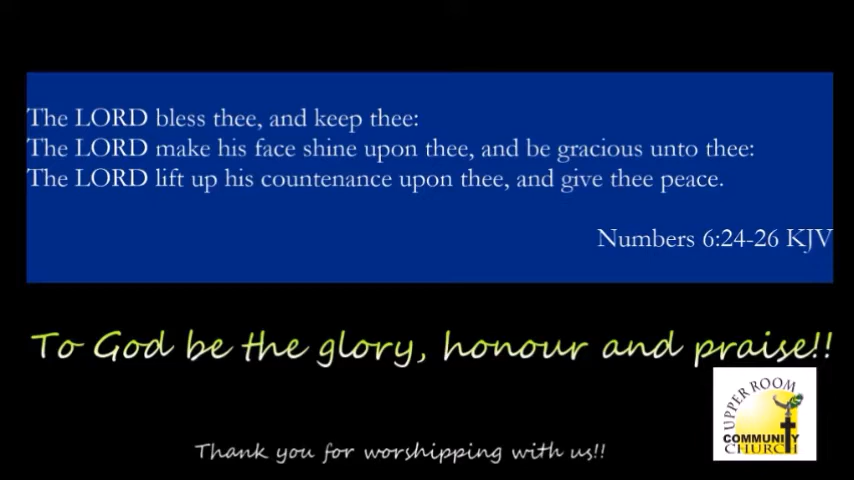 The LORD bless thee, and keep thee:
The LORD make his face shine upon thee, and be gracious unto thee:
The LORD lift up his countenance upon thee, and give thee peace.
Numbers 6:24-26 KJV
To God be the glory, honour and praise!!
UPPER ROOM
COMMUNITY
CHURCH
Thank you for worshipping with us!!